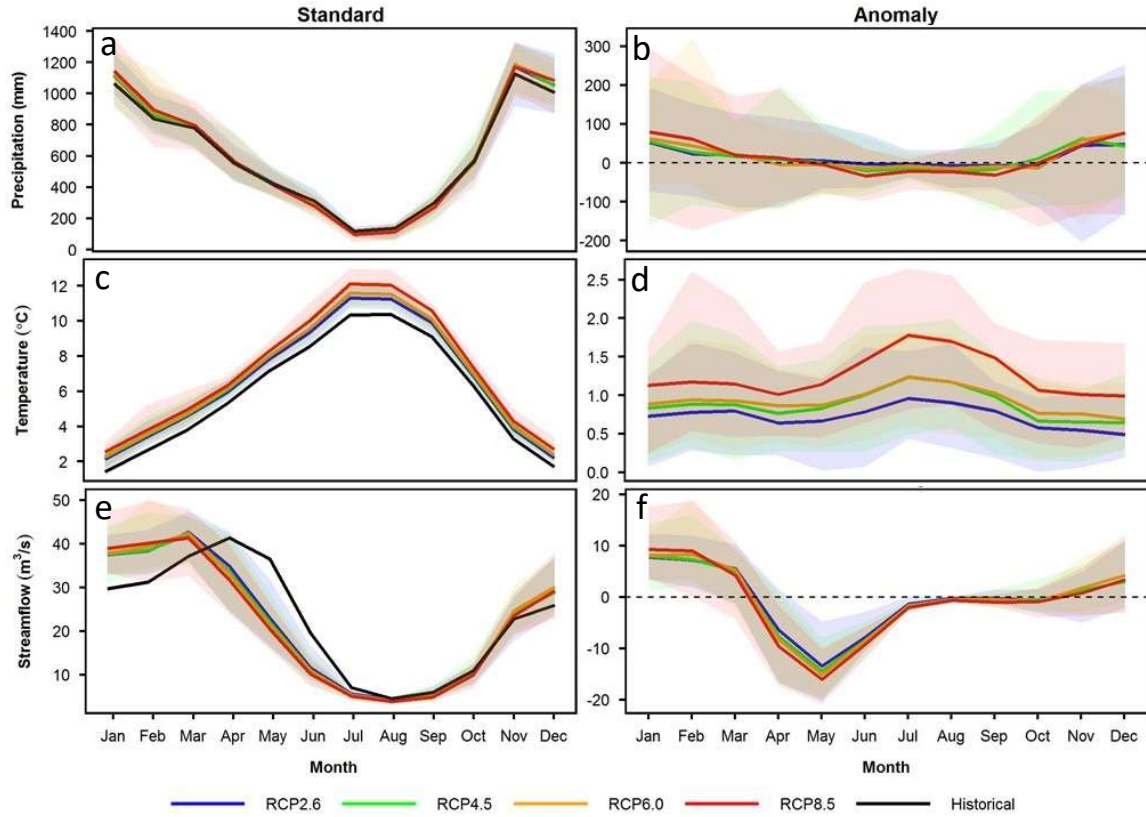 Standard
Anomaly
a
Precipitation (mm)
1400
1200
1000
800
600
400
200
0
b
300
200
100
0
-100
-200
c
Temperature (°C)
12
10
8
6
4
2
d
2.5
2.0
1.5
1.0
0.5
0.0
e
Streamflow (m³/s)
50
40
30
20
10
f
20
10
0
-10
-20
Jan Feb Mar Apr May Jun Jul Aug Sep Oct Nov Dec
Jan Feb Mar Apr May Jun Jul Aug Sep Oct Nov Dec
Month
Month
RCP2.6 RCP4.5 RCP6.0 RCP8.5 Historical